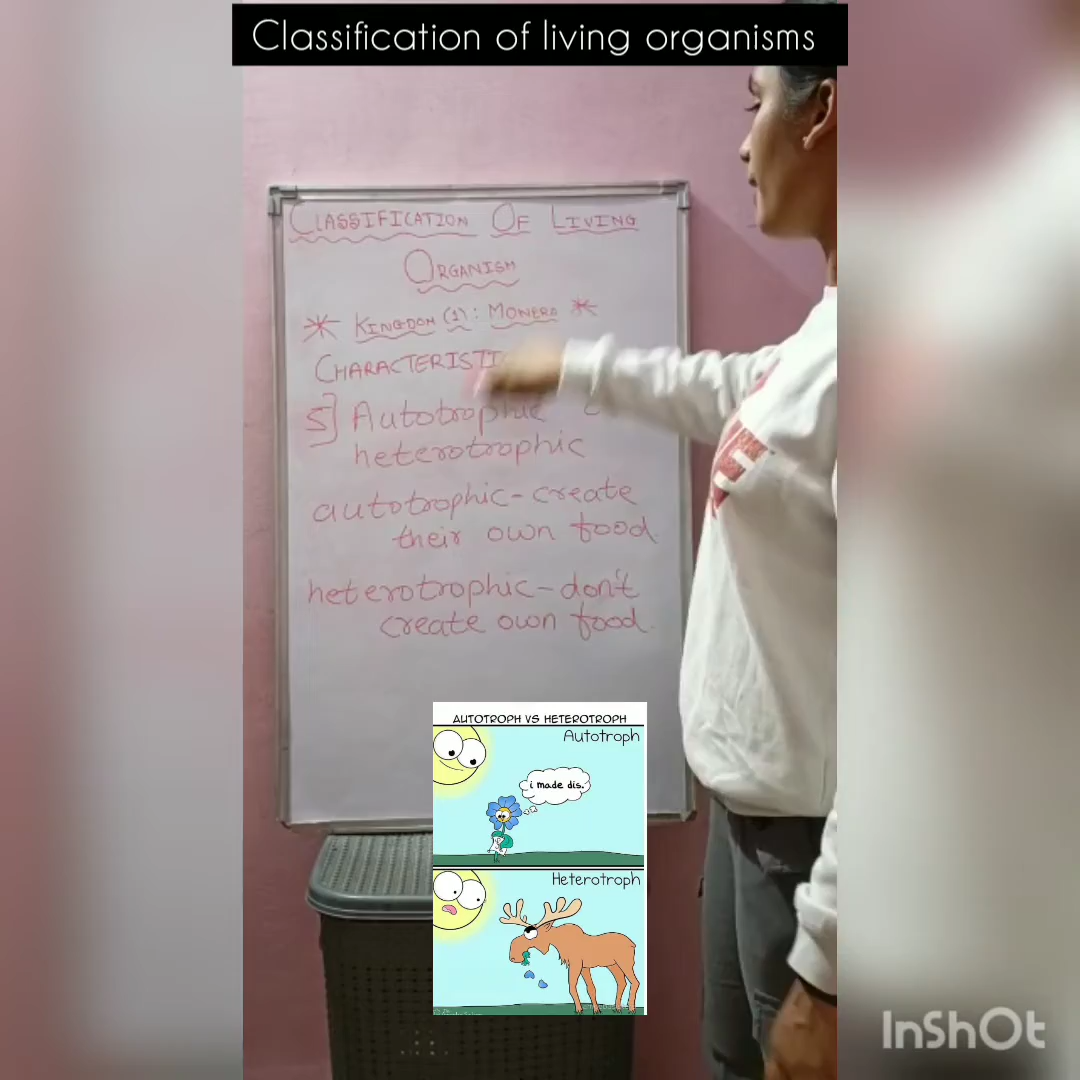 Classification of living organisms
CLASSIFICATION OF LIVING
ORGANISM
* KINGDOM (1): MONERA *
5] Autotrophic
heterotrophic
autotrophic - create
their own food.
heterotrophic - don't
create own food.
AUTOTROPH VS HETEROTROPH
Autotroph
i made dis.
Heterotroph
InShOt